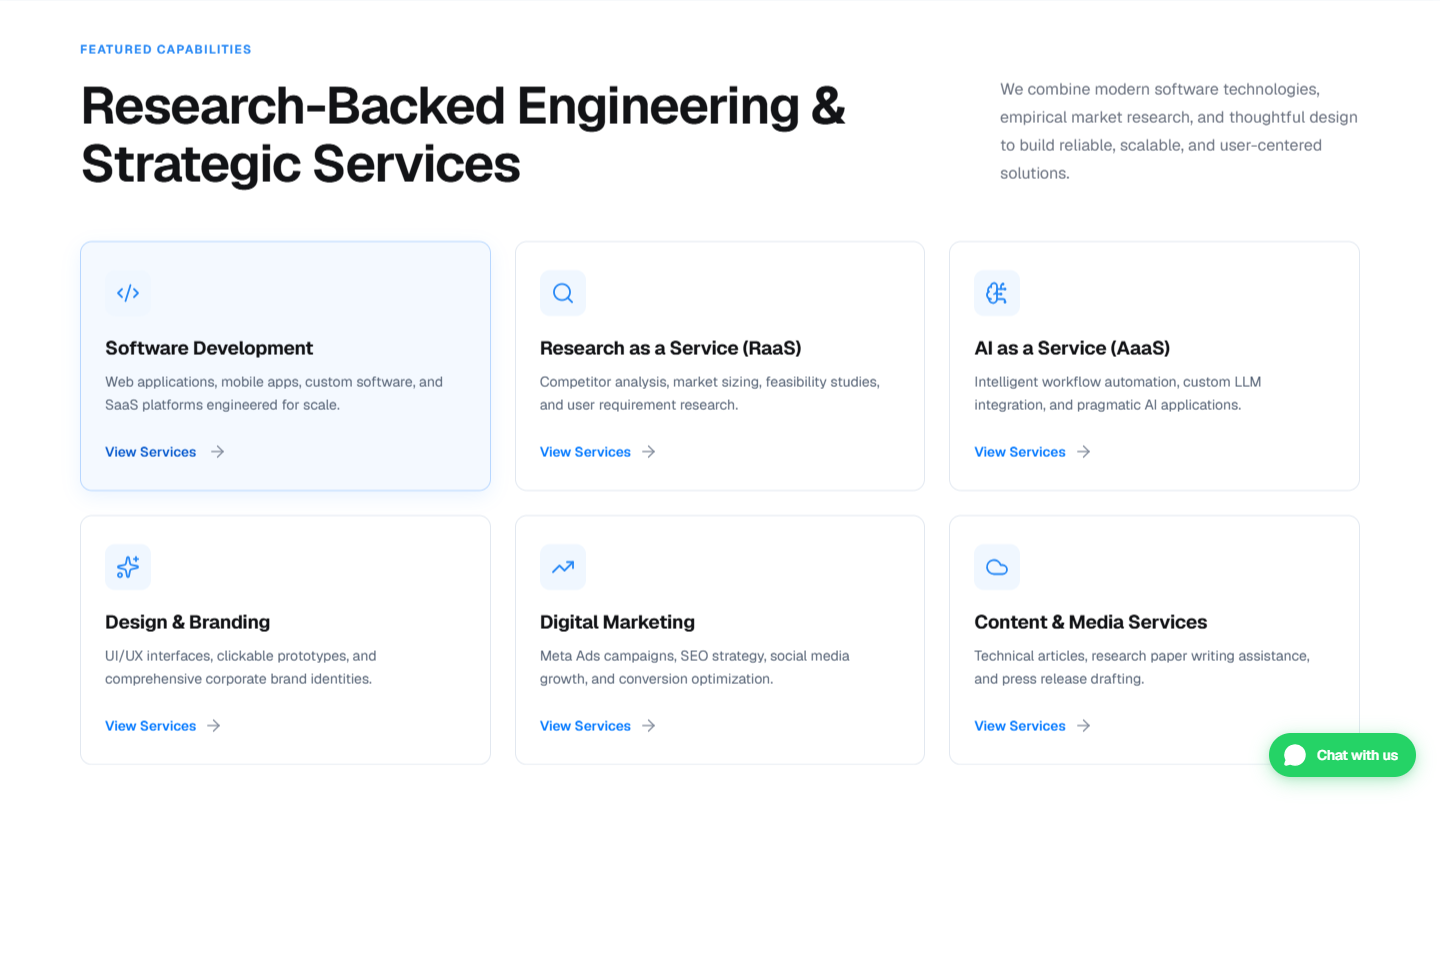 FEATURED CAPABILITIES
Research-Backed Engineering &
Strategic Services
We combine modern software technologies,
empirical market research, and thoughtful design
to build reliable, scalable, and user-centered
solutions.
Software Development
Web applications, mobile apps, custom software, and
SaaS platforms engineered for scale.
View Services
Research as a Service (RaaS)
Competitor analysis, market sizing, feasibility studies,
and user requirement research.
View Services
AI as a Service (AaaS)
Intelligent workflow automation, custom LLM
integration, and pragmatic AI applications.
View Services
Design & Branding
UI/UX interfaces, clickable prototypes, and
comprehensive corporate brand identities.
View Services
Digital Marketing
Meta Ads campaigns, SEO strategy, social media
growth, and conversion optimization.
View Services
Content & Media Services
Technical articles, research paper writing assistance,
and press release drafting.
View Services
Chat with us